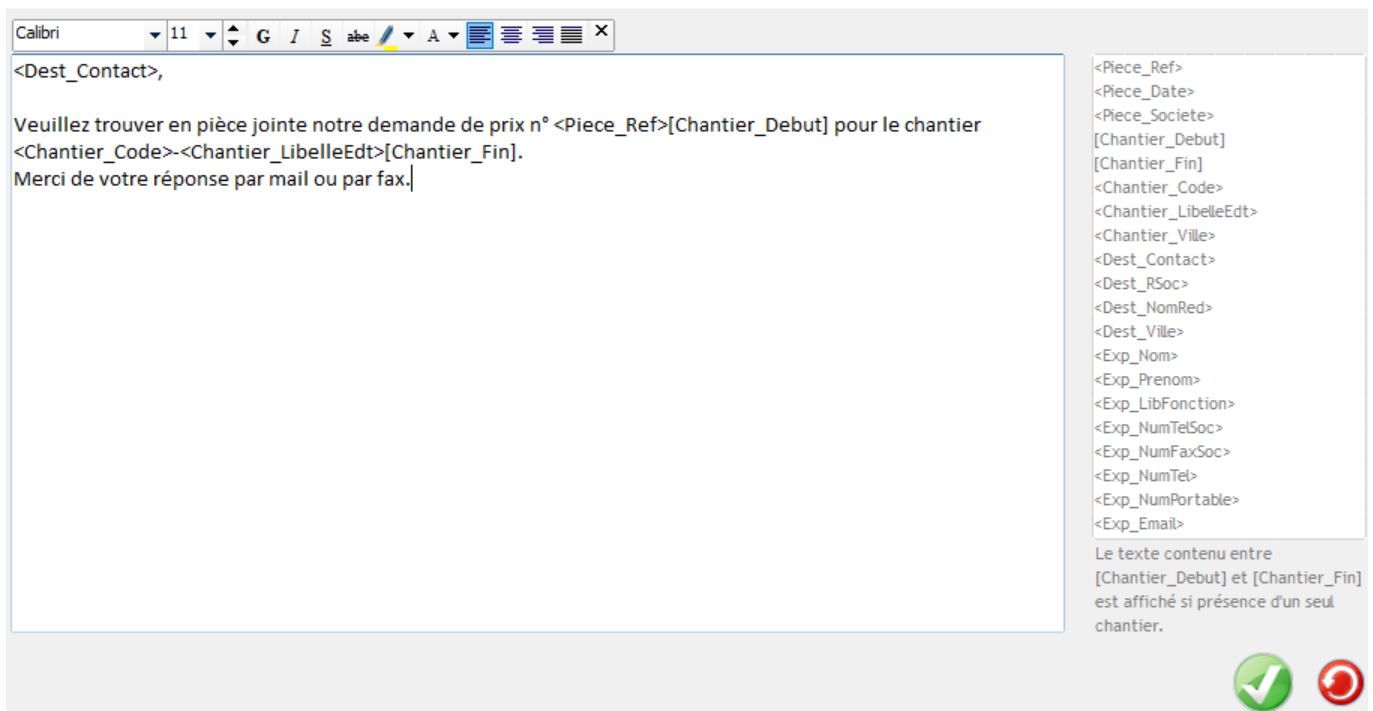 Calibri 11 G I S abe A
<Dest_Contact>,
Veuillez trouver en pièce jointe notre demande de prix n° <Piece_Ref>[Chantier_Debut] pour le chantier
<Chantier_Code>-<Chantier_LibelleEdt>[Chantier_Fin].
Merci de votre réponse par mail ou par fax.
<Piece_Ref>
<Piece_Date>
<Piece_Societe>
[Chantier_Debut]
[Chantier_Fin]
<Chantier_Code>
<Chantier_LibelleEdt>
<Chantier_Ville>
<Dest_Contact>
<Dest_RSoc>
<Dest_NomRed>
<Dest_Ville>
<Exp_Nom>
<Exp_Prenom>
<Exp_LibFonction>
<Exp_NumTelSoc>
<Exp_NumFaxSoc>
<Exp_NumTel>
<Exp_NumPortable>
<Exp_Email>
Le texte contenu entre
[Chantier_Debut] et [Chantier_Fin]
est affiché si présence d'un seul
chantier.